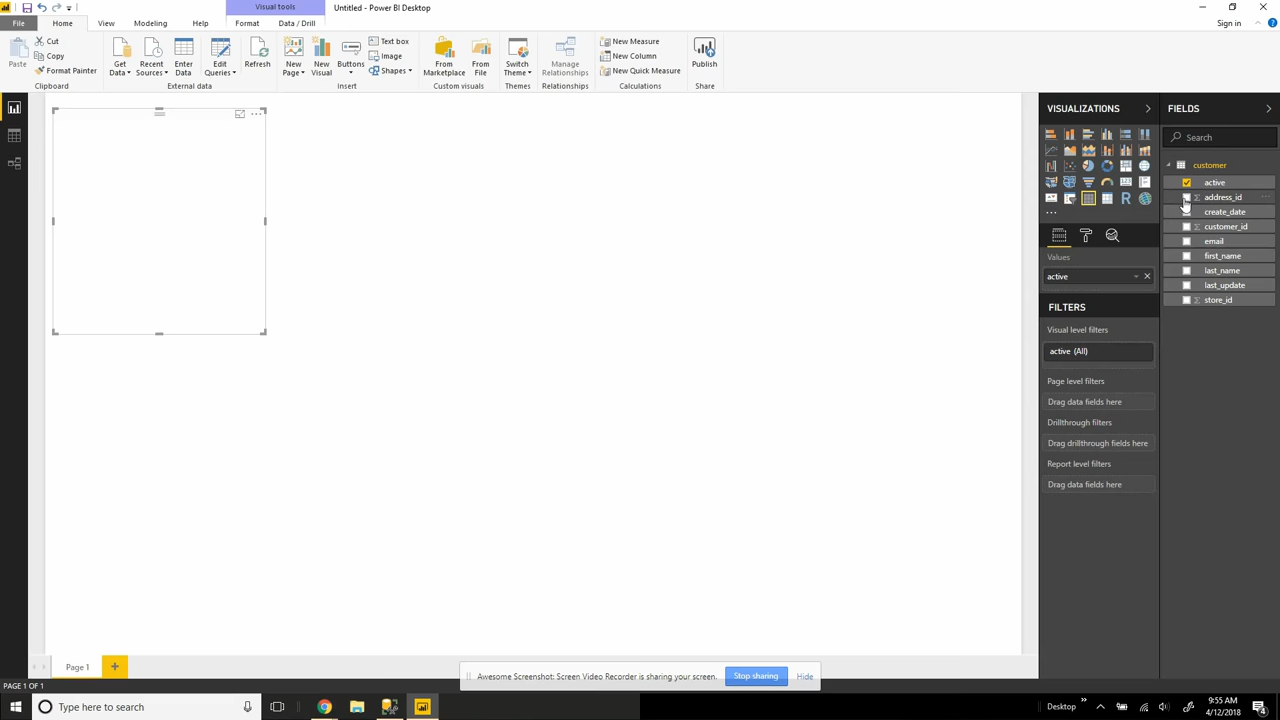 Visual tools
Untitled - Power BI Desktop
File
Home
View
Modeling
Help
Format
Data / Drill
Sign in
Paste
Cut
Copy
Format Painter
Clipboard
Get
Data
Recent
Sources
Enter
Data
Edit
Queries
External data
Refresh
New
Page
New
Visual
Buttons
Text box
Image
Shapes
Insert
From
Marketplace
From
File
Custom visuals
Switch
Theme
Themes
Manage
Relationships
Relationships
New Measure
New Column
New Quick Measure
Calculations
Publish
Share
VISUALIZATIONS
R
Values
active
FILTERS
Visual level filters
active (All)
Page level filters
Drag data fields here
Drillthrough filters
Drag drillthrough fields here
Report level filters
Drag data fields here
FIELDS
Search
customer
active
Σ address_id
create_date
Σ customer_id
email
first_name
last_name
last_update
Σ store_id
Page 1
PAGE 1 OF 1
Awesome Screenshot: Screen Video Recorder is sharing your screen.
Stop sharing
Hide
Type here to search
Desktop
9:55 AM
4/12/2018
4